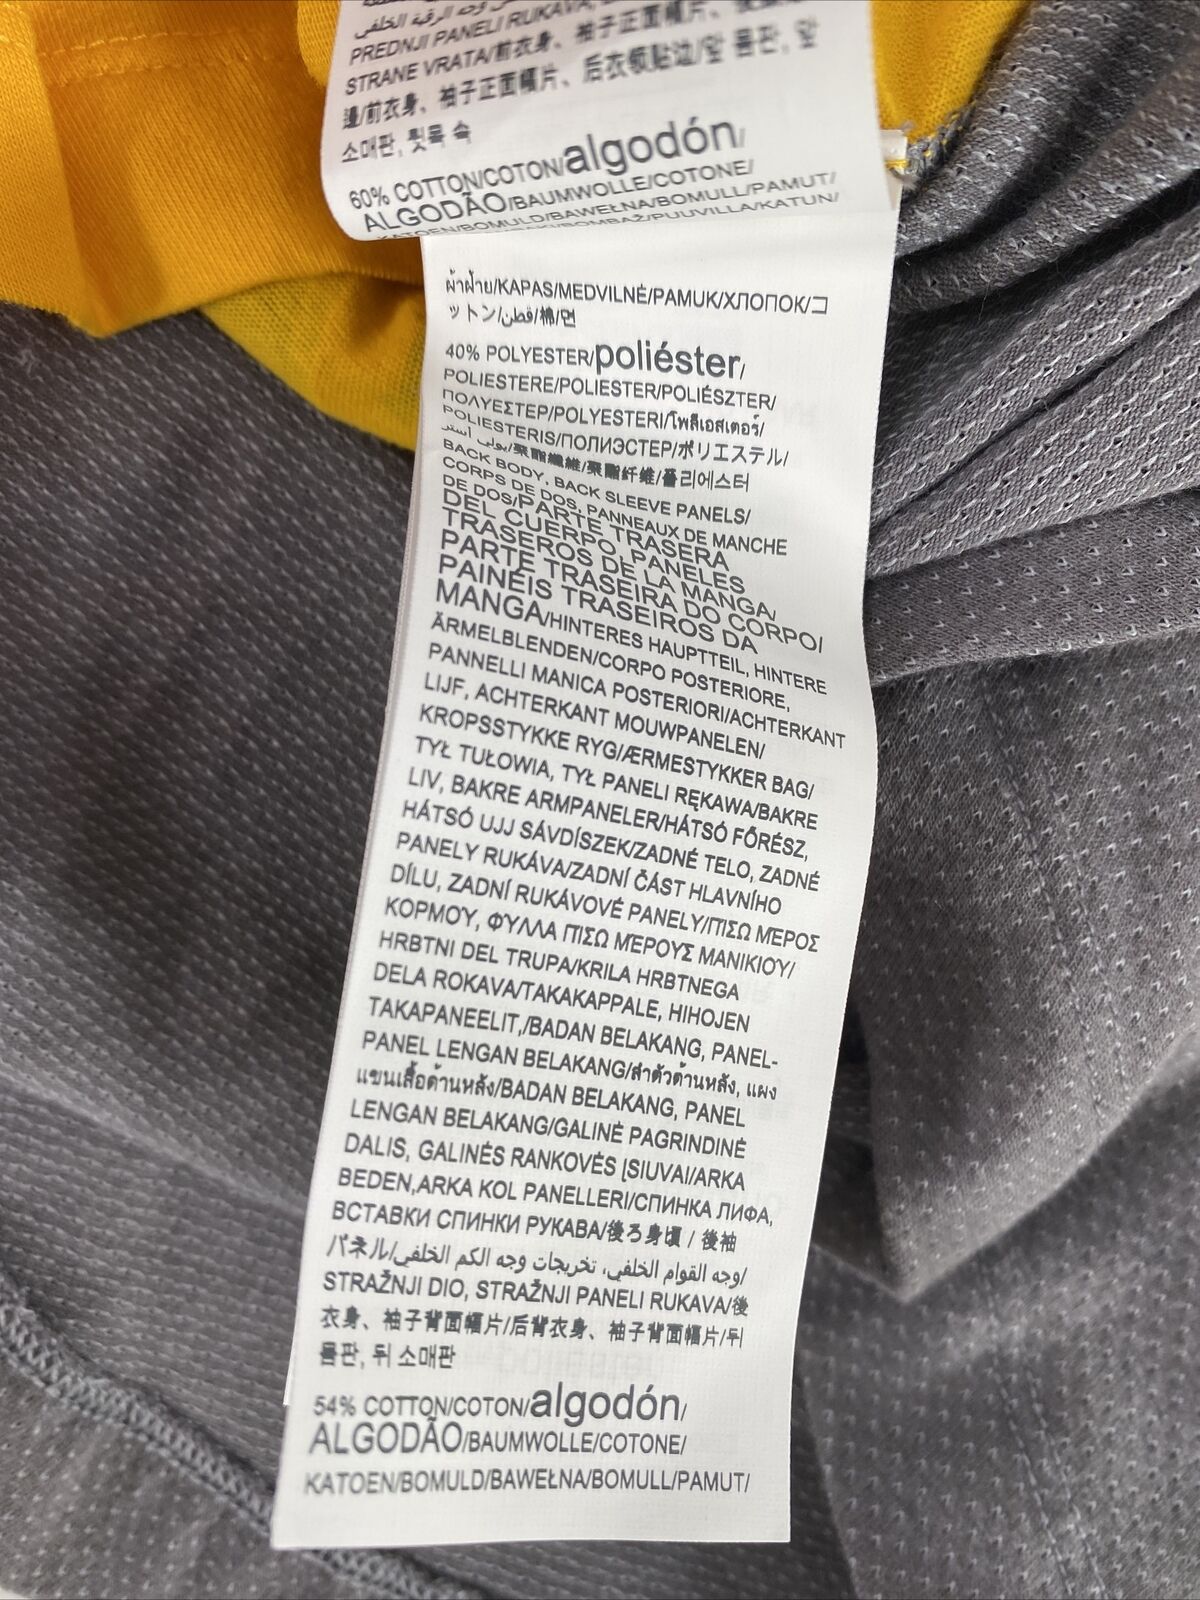 PREDNJI PANELI RUKAVA,
STRANE VRATA/前衣身、袖子正面幅片、
邊/前衣身、袖子正面幅片、后衣领贴边/앞 몸판, 앞
소매판, 뒷목 속
60% COTTON/COTON/algodón/
ALGODÃO/BAUMWOLLE/COTONE/
KATOEN/BOMULD/BAWEŁNA/BOMULL/PAMUT/
BOMBAŽ/PUUVILLA/KATUN/
ผ้าฝ้าย/KAPAS/MEDVILNĖ/PAMUK/ХЛОПОК/コ
ットン/قطن/棉/면
40% POLYESTER/poliéster/
POLIESTERE/POLIESTER/POLIÉSZTER/
ΠΟΛΥΕΣΤΕΡ/POLYESTERI/โพลีเอสเตอร์/
POLIESTERIS/ПОЛИЭСТЕР/ポリエステル/
بولي أستر/聚酯纖維/聚酯纤维/폴리에스터
BACK BODY, BACK SLEEVE PANELS/
CORPS DE DOS, PANNEAUX DE MANCHE
DE DOS/PARTE TRASERA
DEL CUERPO, PANELES
TRASEROS DE LA MANGA/
PARTE TRASEIRA DO CORPO/
PAINÉIS TRASEIROS DA
MANGA/HINTERES HAUPTTEIL, HINTERE
ÄRMELBLENDEN/CORPO POSTERIORE,
PANNELLI MANICA POSTERIORI/ACHTERKANT
LIJF, ACHTERKANT MOUWPANELEN/
KROPSSTYKKE RYG/ÆRMESTYKKER BAG/
TYŁ TUŁOWIA, TYŁ PANELI RĘKAWA/BAKRE
LIV, BAKRE ARMPANELER/HÁTSÓ FŐRÉSZ,
HÁTSÓ UJJ SÁVDÍSZEK/ZADNÉ TELO, ZADNÉ
PANELY RUKÁVA/ZADNÍ ČÁST HLAVNÍHO
DÍLU, ZADNÍ RUKÁVOVÉ PANELY/ΠΙΣΩ ΜΈΡΟΣ
ΚΟΡΜΟΎ, ΦΥΛΛΑ ΠΙΣΩ ΜΈΡΟΥΣ ΜΑΝΙΚΙΟΎ/
HRBTNI DEL TRUPA/KRILA HRBTNEGA
DELA ROKAVA/TAKAKAPPALE, HIHOJEN
TAKAPANEELIT,/BADAN BELAKANG, PANEL-
PANEL LENGAN BELAKANG/ลำตัวด้านหลัง, แผง
แขนเสื้อด้านหลัง/BADAN BELAKANG, PANEL
LENGAN BELAKANG/GALINĖ PAGRINDINĖ
DALIS, GALINĖS RANKOVĖS ĮSIUVAI/ARKA
BEDEN,ARKA KOL PANELLERI/СПИНКА ЛИФА,
ВСТАВКИ СПИНКИ РУКАВА/後ろ身頃 / 後袖
パネル/وجه القوام الخلفي، تخريجات وجه الكم الخلفي/
STRAŽNJI DIO, STRAŽNJI PANELI RUKAVA/後
衣身、袖子背面幅片/后背衣身、袖子背面幅片/뒤
몸판, 뒤 소매판
54% COTTON/COTON/algodón/
ALGODÃO/BAUMWOLLE/COTONE/
KATOEN/BOMULD/BAWEŁNA/BOMULL/PAMUT/